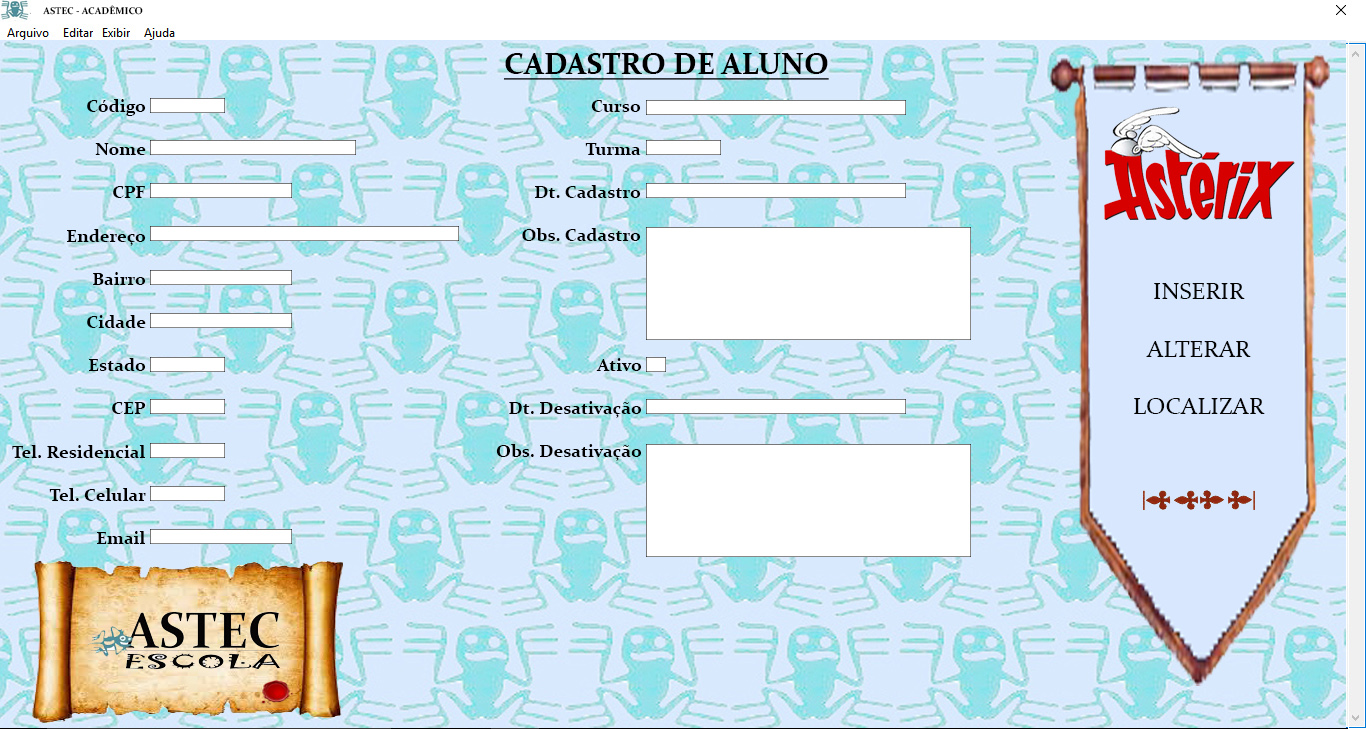 ASTEC - ACADÊMICO
Arquivo Editar Exibir Ajuda
CADASTRO DE ALUNO
Código
Nome
CPF
Endereço
Bairro
Cidade
Estado
CEP
Tel. Residencial
Tel. Celular
Email
Curso
Turma
Dt. Cadastro
Obs. Cadastro
Ativo
Dt. Desativação
Obs. Desativação
Astérix
INSERIR
ALTERAR
LOCALIZAR
ASTEC
ESCOLA